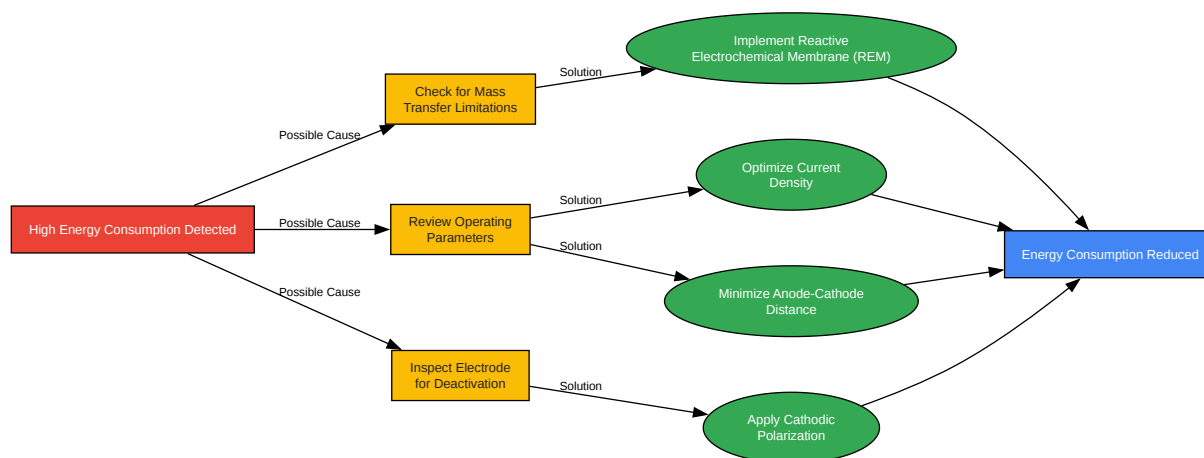 Implement Reactive
Electrochemical Membrane (REM)
Solution
Check for Mass
Transfer Limitations
Possible Cause
Optimize Current
Density
Solution
Review Operating
Parameters
Possible Cause
High Energy Consumption Detected
Solution
Energy Consumption Reduced
Minimize Anode-Cathode
Distance
Possible Cause
Inspect Electrode
for Deactivation
Solution
Apply Cathodic
Polarization